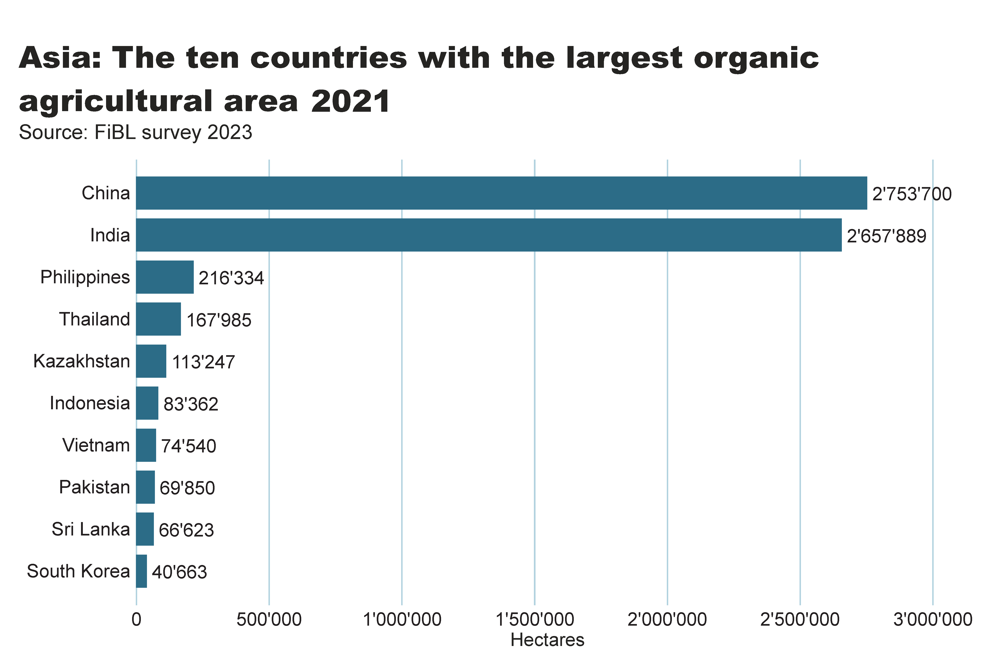 Asia: The ten countries with the largest organic
agricultural area 2021
Source: FiBL survey 2023
China 2'753'700
India 2'657'889
Philippines 216'334
Thailand 167'985
Kazakhstan 113'247
Indonesia 83'362
Vietnam 74'540
Pakistan 69'850
Sri Lanka 66'623
South Korea 40'663
0 500'000 1'000'000 1'500'000 2'000'000 2'500'000 3'000'000
Hectares